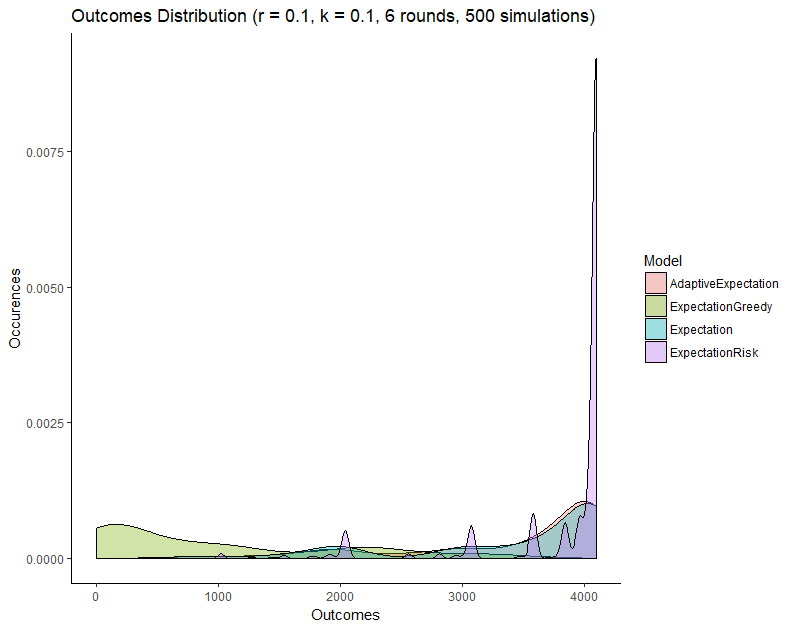 Outcomes Distribution (r = 0.1, k = 0.1, 6 rounds, 500 simulations)
0.0075
0.0050
0.0025
0.0000
Occurences
0 1000 2000 3000 4000
Outcomes
Model
AdaptiveExpectation
ExpectationGreedy
Expectation
ExpectationRisk